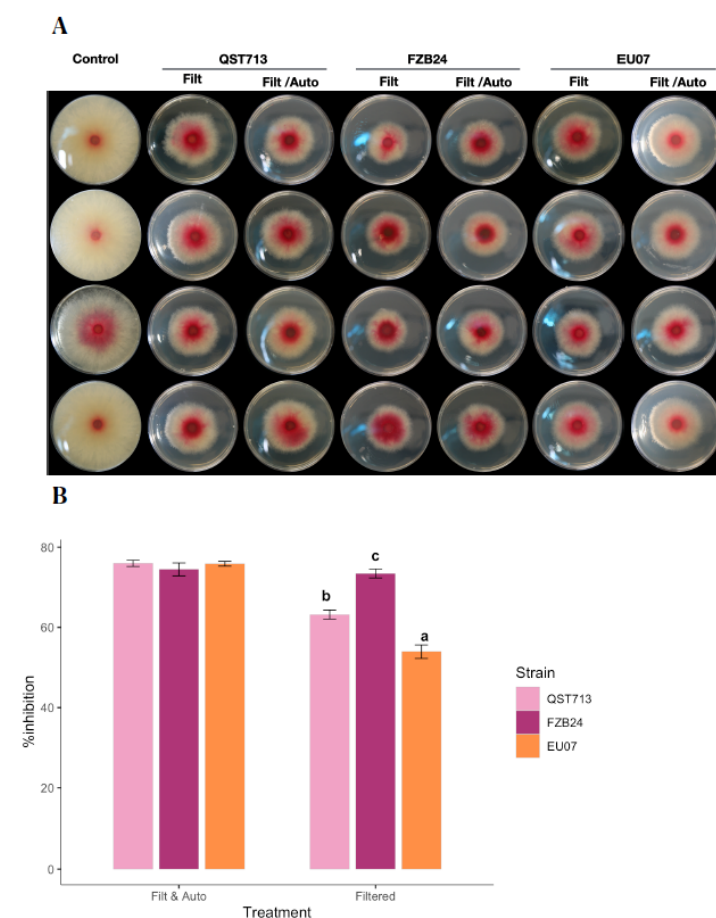 A
Control QST713 FZB24 EU07
Filt Filt /Auto Filt Filt /Auto Filt Filt /Auto
B
80
60
40
20
0
%inhibition
b
c
a
Strain
QST713
FZB24
EU07
Filt & Auto Filtered
Treatment